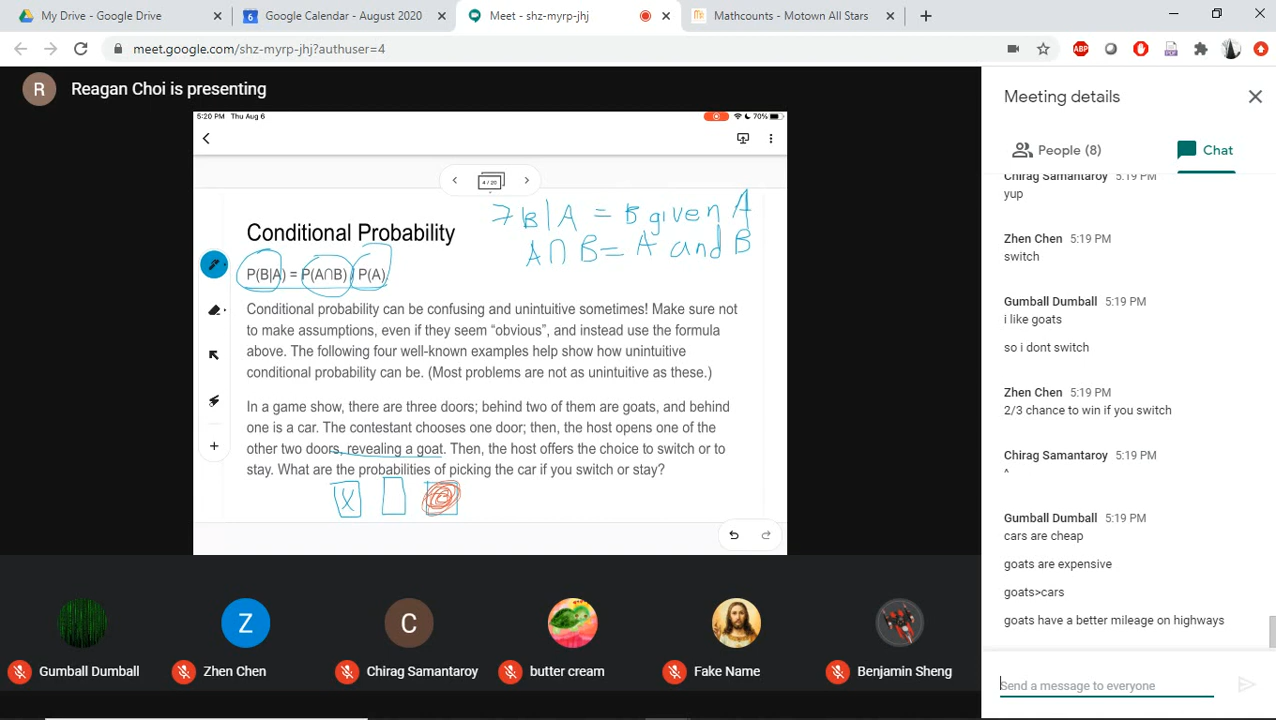 My Drive - Google Drive
Google Calendar - August 2020
Meet - shz-myrp-jhj
Mathcounts - Motown All Stars
meet.google.com/shz-myrp-jhj?authuser=4
R
Reagan Choi is presenting
5:20 PM Thu Aug 6
70%
4 / 20
Conditional Probability
P(B|A) = P(A∩B) / P(A)
B|A = B given A
A∩B = A and B
Conditional probability can be confusing and unintuitive sometimes! Make sure not
to make assumptions, even if they seem “obvious”, and instead use the formula
above. The following four well-known examples help show how unintuitive
conditional probability can be. (Most problems are not as unintuitive as these.)
In a game show, there are three doors; behind two of them are goats, and behind
one is a car. The contestant chooses one door; then, the host opens one of the
other two doors, revealing a goat. Then, the host offers the choice to switch or to
stay. What are the probabilities of picking the car if you switch or stay?
X
Z
C
Gumball Dumball
Zhen Chen
Chirag Samantaroy
butter cream
Fake Name
Benjamin Sheng
Meeting details
People (8)
Chat
Chirag Samantaroy 5:19 PM
yup
Zhen Chen 5:19 PM
switch
Gumball Dumball 5:19 PM
i like goats
so i dont switch
Zhen Chen 5:19 PM
2/3 chance to win if you switch
Chirag Samantaroy 5:19 PM
^
Gumball Dumball 5:19 PM
cars are cheap
goats are expensive
goats>cars
goats have a better mileage on highways
Send a message to everyone